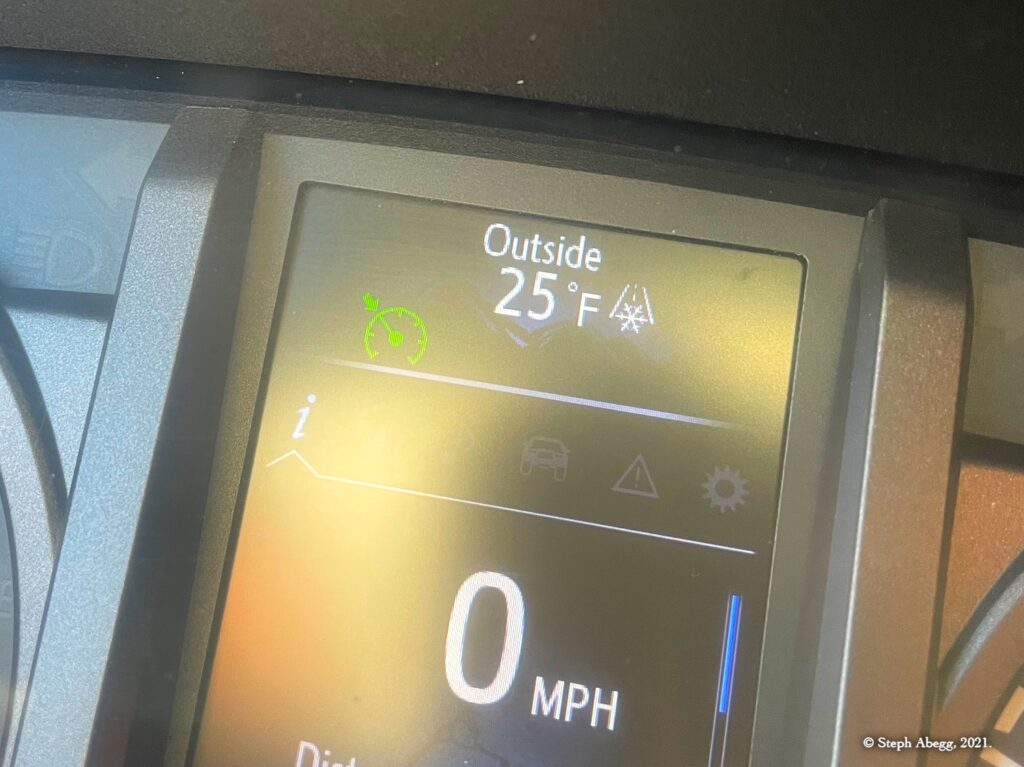 Outside
25 °F
i
0 MPH
© Steph Abegg, 2021.